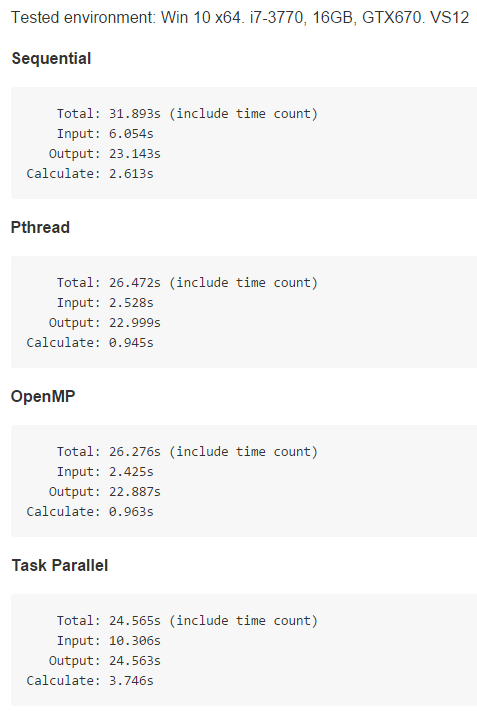 Tested environment: Win 10 x64. i7-3770, 16GB, GTX670. VS12
Sequential
Total: 31.893s (include time count)
Input: 6.054s
Output: 23.143s
Calculate: 2.613s
Pthread
Total: 26.472s (include time count)
Input: 2.528s
Output: 22.999s
Calculate: 0.945s
OpenMP
Total: 26.276s (include time count)
Input: 2.425s
Output: 22.887s
Calculate: 0.963s
Task Parallel
Total: 24.565s (include time count)
Input: 10.306s
Output: 24.563s
Calculate: 3.746s